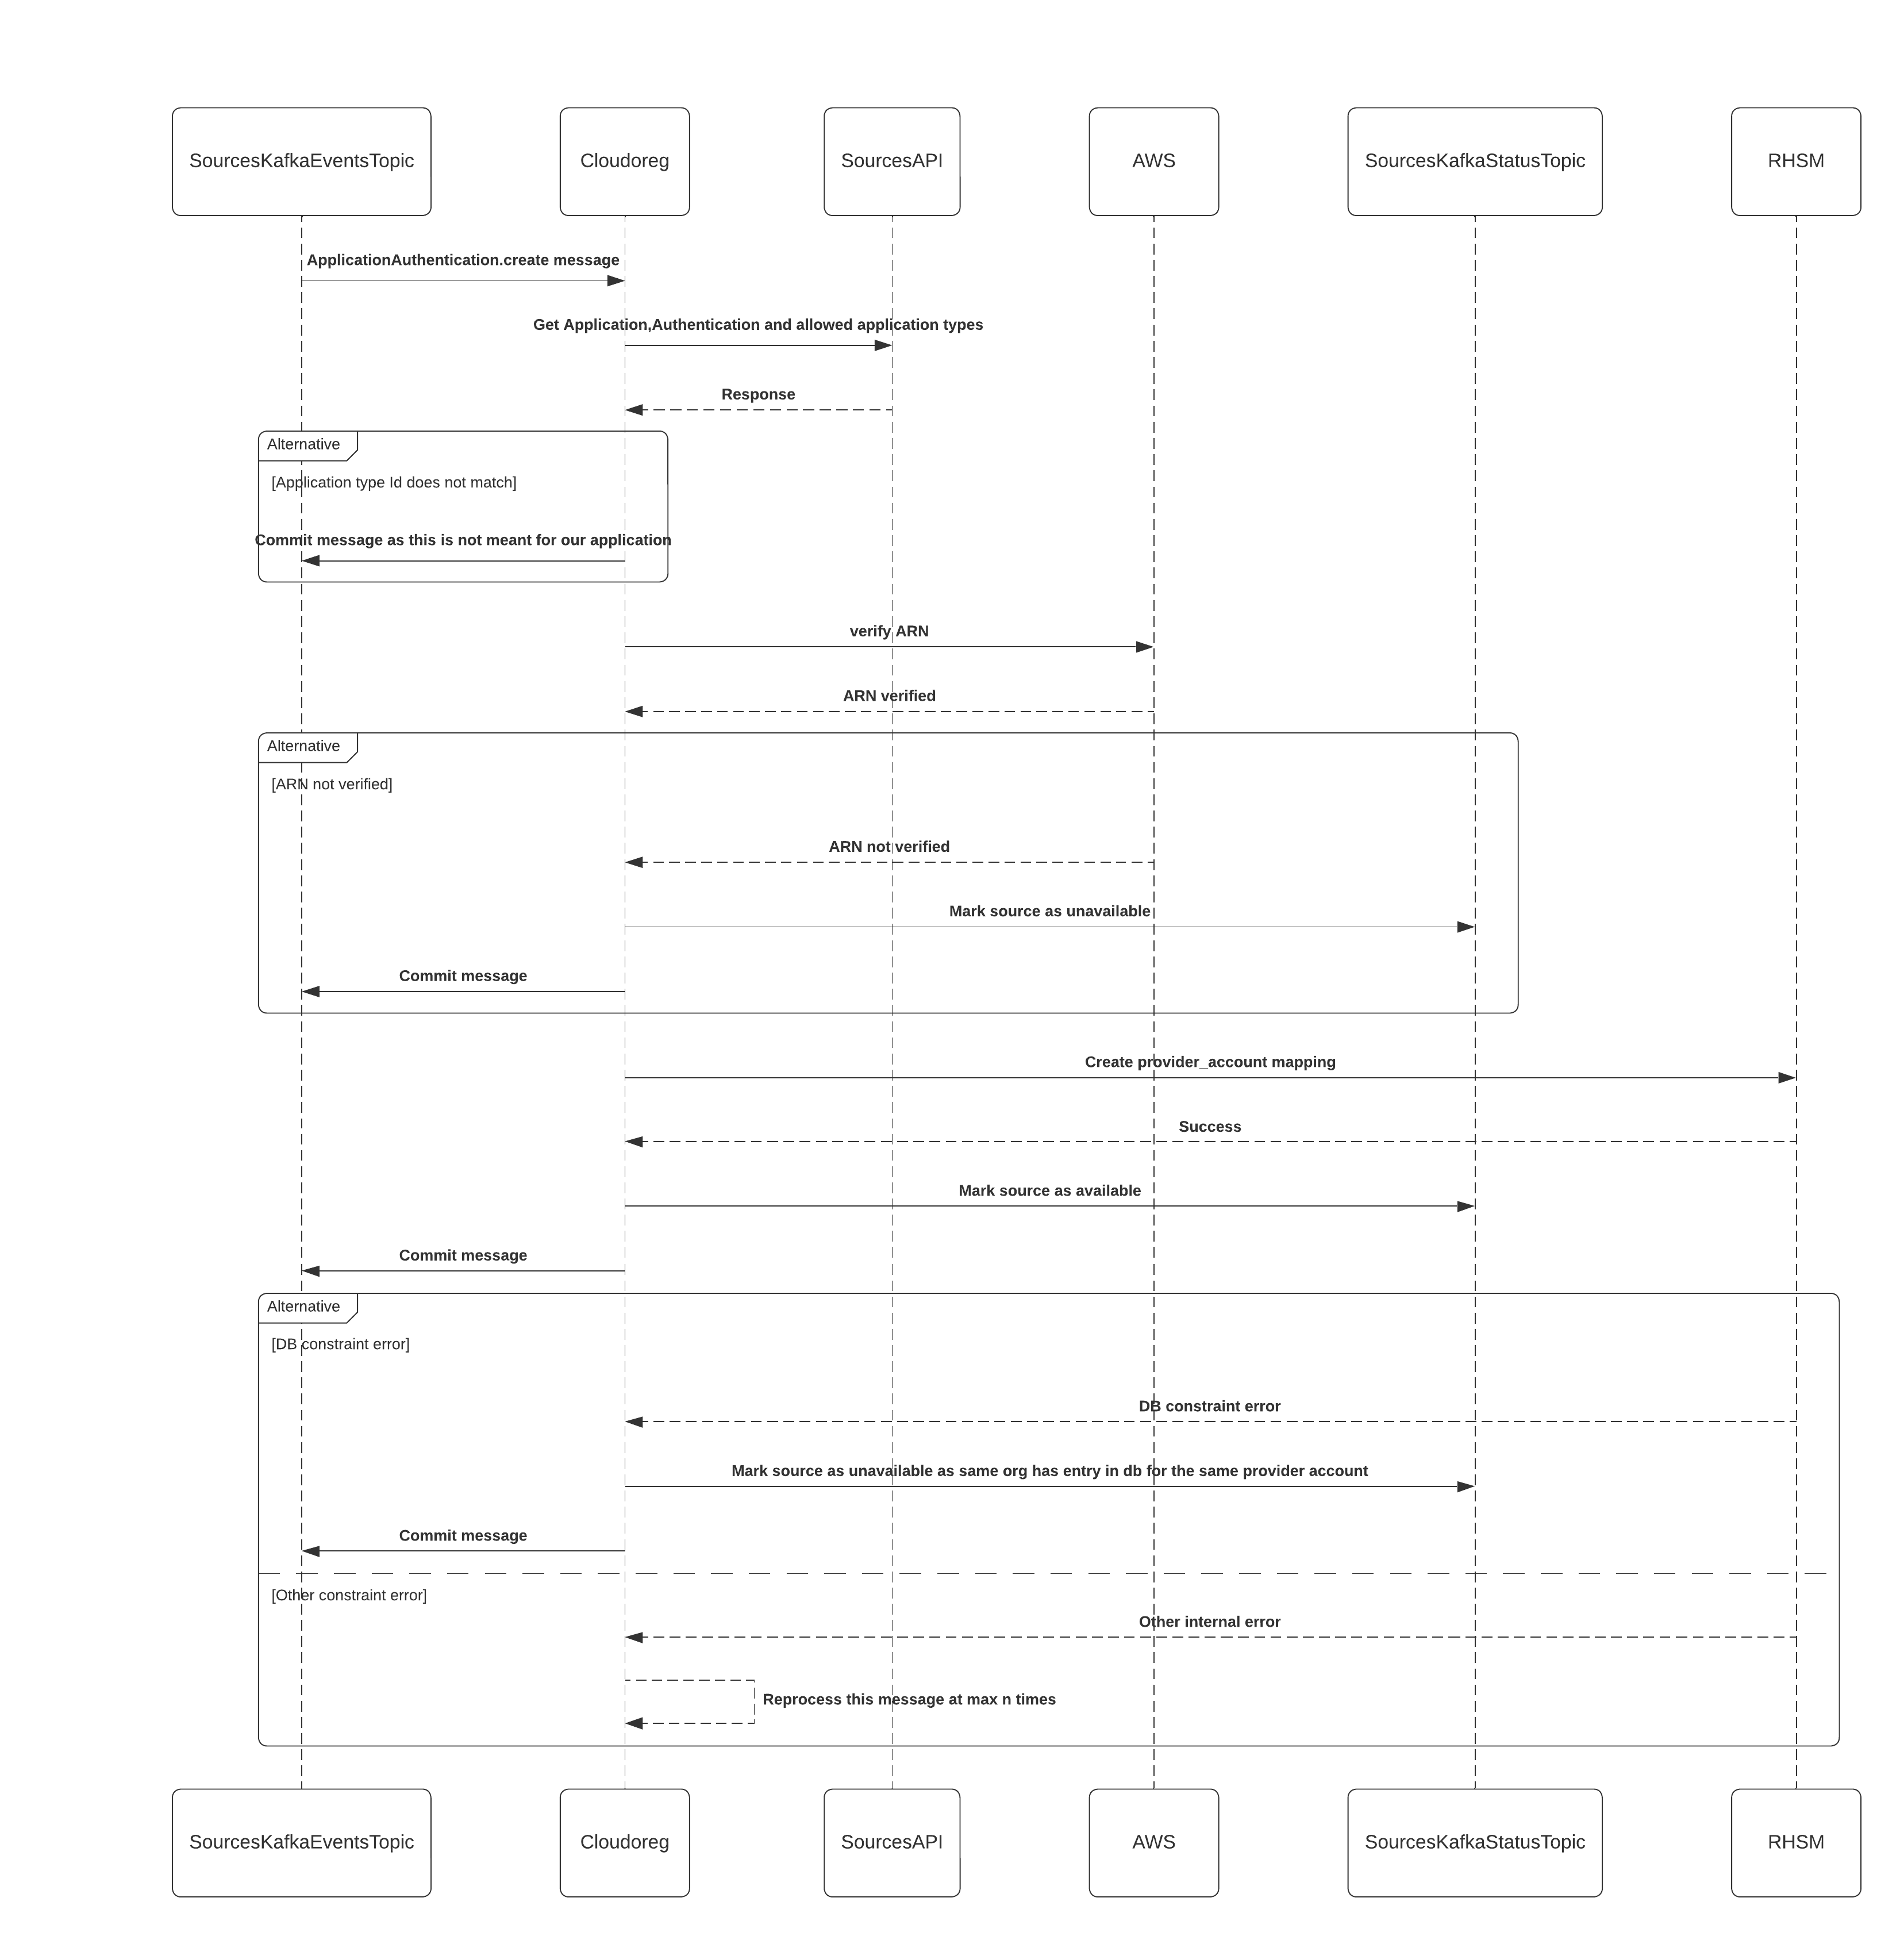 SourcesKafkaEventsTopic
Cloudoreg
SourcesAPI
AWS
SourcesKafkaStatusTopic
RHSM
ApplicationAuthentication.create message
Get Application,Authentication and allowed application types
Response
Alternative
[Application type Id does not match]
Commit message as this is not meant for our application
verify ARN
ARN verified
Alternative
[ARN not verified]
ARN not verified
Mark source as unavailable
Commit message
Create provider_account mapping
Success
Mark source as available
Commit message
Alternative
[DB constraint error]
DB constraint error
Mark source as unavailable as same org has entry in db for the same provider account
Commit message
[Other constraint error]
Other internal error
Reprocess this message at max n times
SourcesKafkaEventsTopic
Cloudoreg
SourcesAPI
AWS
SourcesKafkaStatusTopic
RHSM